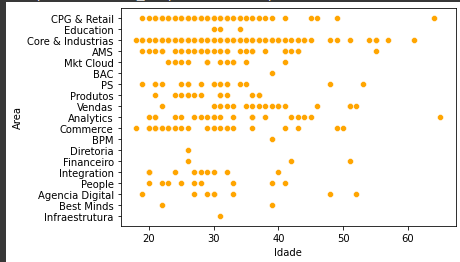 CPG & Retail
Education
Core & Industrias
AMS
Mkt Cloud
BAC
PS
Produtos
Vendas
Analytics
Commerce
BPM
Diretoria
Financeiro
Integration
People
Agencia Digital
Best Minds
Infraestrutura
Area
20 30 40 50 60
Idade